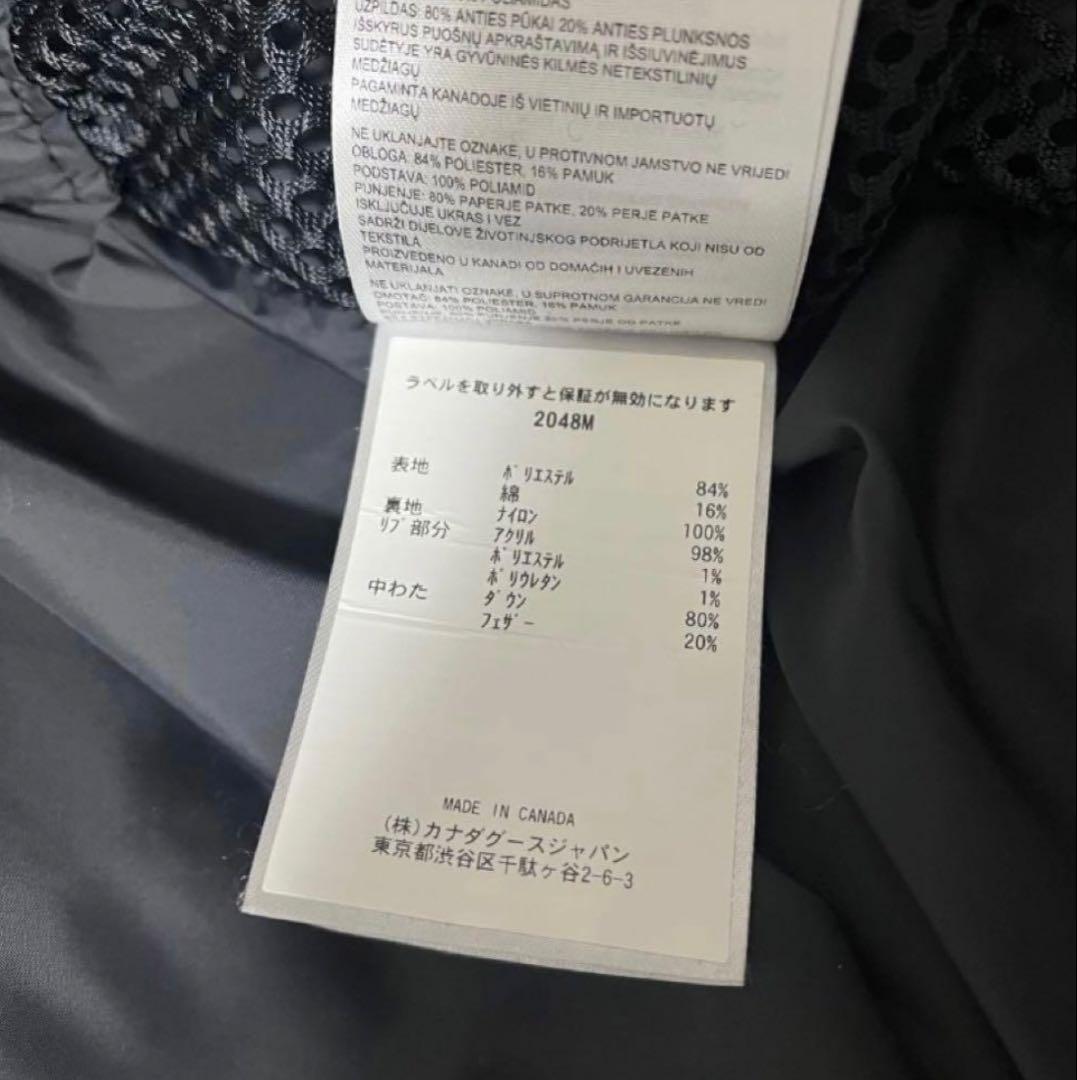 UŽPILDAS: 80% ANTIES PŪKAI 20% ANTIES PLUNKSNOS
IŠSKYRUS PUOŠNŲ APKRAŠTAVIMĄ IR IŠSIUVINĖJIMUS
SUDĖTYJE YRA GYVŪNINĖS KILMĖS NETEKSTILINIŲ
MEDŽIAGŲ
PAGAMINTA KANADOJE IŠ VIETINIŲ IR IMPORTUOTŲ
MEDŽIAGŲ
NE UKLANJAJTE OZNAKE, U PROTIVNOM JAMSTVO NE VRIJEDI
OBLOGA: 84% POLIESTER, 16% PAMUK
PODSTAVA: 100% POLIAMID
PUNJENJE: 80% PAPERJE PATKE, 20% PERJE PATKE
ISKLJUČUJE UKRAS I VEZ
SADRŽI DIJELOVE ŽIVOTINJSKOG PODRIJETLA KOJI NISU OD
TEKSTILA
PROIZVEDENO U KANADI OD DOMAĆIH I UVEZENIH
MATERIJALA
NE UKLANJATI OZNAKE, U SUPROTNOM GARANCIJA NE VREDI
OMOTAČ: 84% POLIESTER, 16% PAMUK
POSTAVA: 100% POLIAMID
ラベルを取り外すと保証が無効になります
2048M
表地 ポリエステル 84%
綿 16%
裏地 ナイロン 100%
リブ部分 アクリル 98%
ポリエステル 1%
ポリウレタン 1%
中わた ダウン 80%
フェザー 20%
MADE IN CANADA
(株)カナダグースジャパン
東京都渋谷区千駄ヶ谷2-6-3